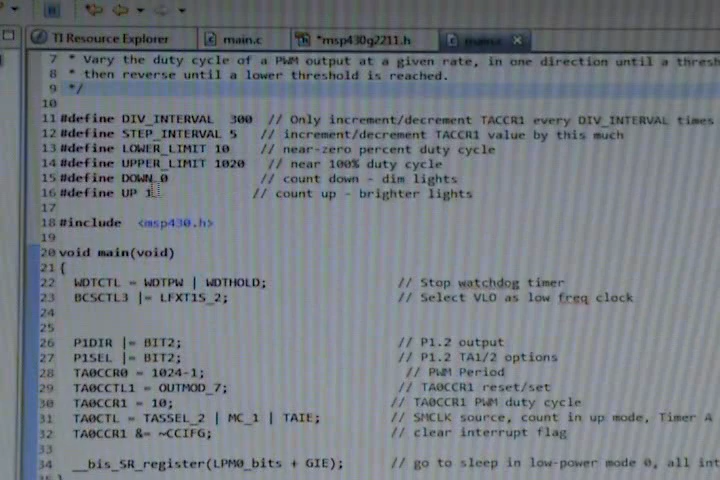 TI Resource Explorer
main.c
*msp430g2211.h
7 * Vary the duty cycle of a PWM output at a given rate, in one direction until a thresh
8 * then reverse until a lower threshold is reached.
9 */
10
11 #define DIV_INTERVAL 300 // Only increment/decrement TACCR1 every DIV_INTERVAL times
12 #define STEP_INTERVAL 5 // increment/decrement TACCR1 value by this much
13 #define LOWER_LIMIT 10 // near-zero percent duty cycle
14 #define UPPER_LIMIT 1020 // near 100% duty cycle
15 #define DOWN 0 // count down - dim lights
16 #define UP 1 // count up - brighter lights
17
18 #include <msp430.h>
19
20 void main(void)
21 {
22 WDTCTL = WDTPW | WDTHOLD; // Stop watchdog timer
23 BCSCTL3 |= LFXT1S_2; // Select VLO as low freq clock
24
25
26 P1DIR |= BIT2; // P1.2 output
27 P1SEL |= BIT2; // P1.2 TA1/2 options
28 TA0CCR0 = 1024-1; // PWM Period
29 TA0CCTL1 = OUTMOD_7; // TA0CCR1 reset/set
30 TA0CCR1 = 10; // TA0CCR1 PWM duty cycle
31 TA0CTL = TASSEL_2 | MC_1 | TAIE; // SMCLK source, count in up mode, Timer A
32 TA0CCR1 &= ~CCIFG; // clear interrupt flag
33
34 __bis_SR_register(LPM0_bits + GIE); // go to sleep in low-power mode 0, all int